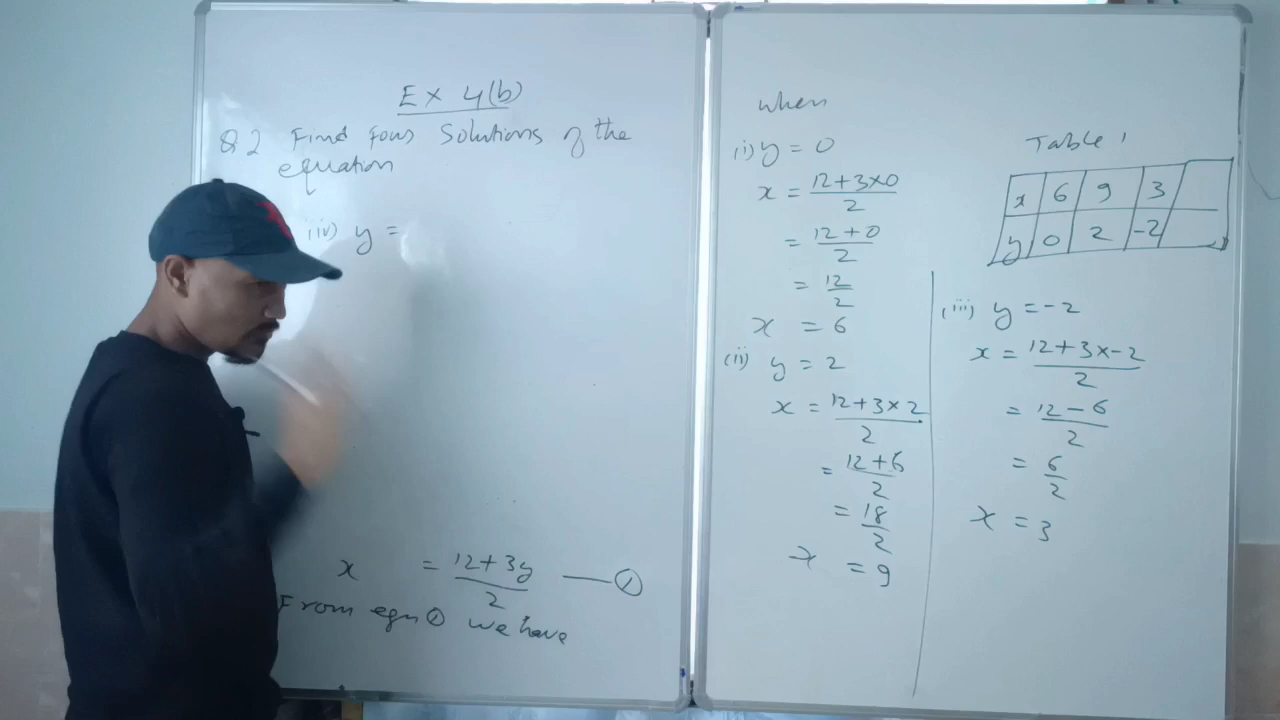 Ex 4(b)
Q2 Find four Solutions of the
equation
(iv) y =
x = 12+3y/2 —— ①
From eqn ① we have
when
(i) y = 0
x = 12+3×0/2
= 12+0/2
= 12/2
x = 6
(ii) y = 2
x = 12+3×2/2
= 12+6/2
= 18/2
x = 9
Table 1
x 6 9 3
y 0 2 -2
(iii) y = -2
x = 12+3×-2/2
= 12-6/2
= 6/2
x = 3